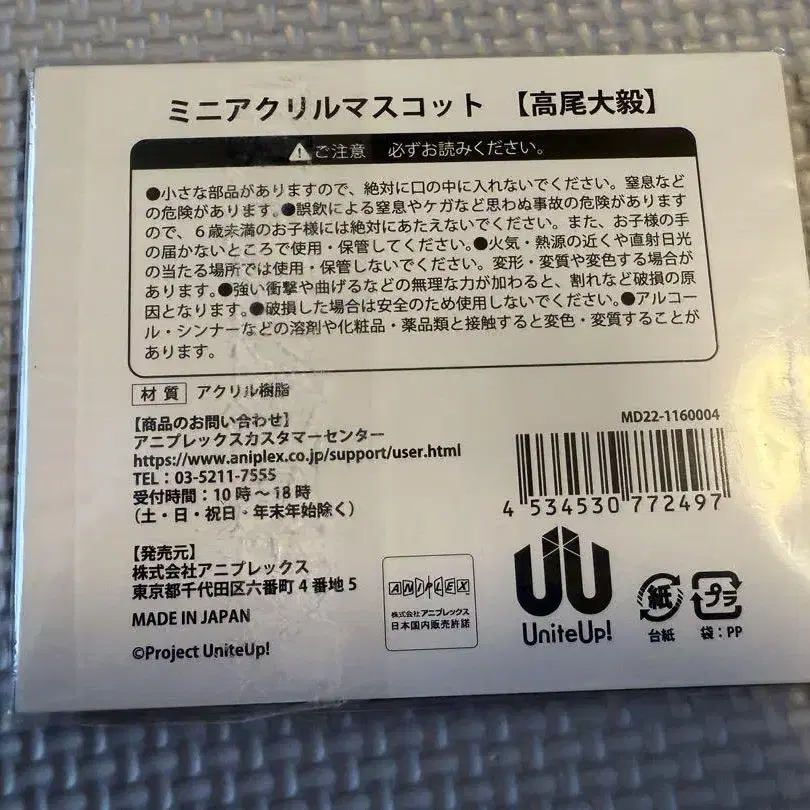 ミニアクリルマスコット 【高尾大毅】
ご注意 必ずお読みください。
●小さな部品がありますので、絶対に口の中に入れないでください。窒息など
の危険があります。●誤飲による窒息やケガなど思わぬ事故の危険があります
ので、6歳未満のお子様には絶対にあたえないでください。また、お子様の手
の届かないところで使用・保管してください。●火気・熱源の近くや直射日光
の当たる場所では使用・保管しないでください。変形・変質や変色する場合が
あります。●強い衝撃や曲げるなどの無理な力が加わると、割れなど破損の原
因となります。●破損した場合は安全のため使用しないでください。●アルコー
ル・シンナーなどの溶剤や化粧品・薬品類と接触すると変色・変質することが
あります。
材質 アクリル樹脂
【商品のお問い合わせ】
アニプレックスカスタマーセンター
https://www.aniplex.co.jp/support/user.html
TEL：03-5211-7555
受付時間：10時～18時
（土・日・祝日・年末年始除く）
【発売元】
株式会社アニプレックス
東京都千代田区六番町4番地5
MADE IN JAPAN
©Project UniteUp!
ANIPLEX
株式会社アニプレックス
日本国内販売許諾
MD22-1160004
4 534530 772497
UniteUp!
紙
台紙
プラ
袋：PP